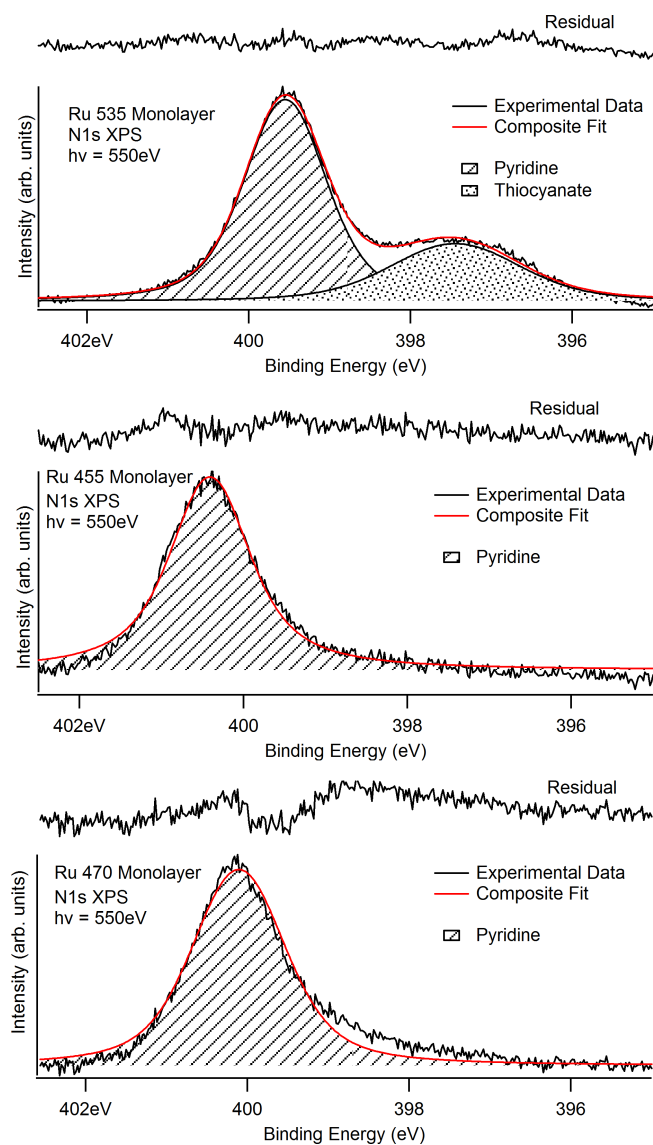 Residual
Ru 535 Monolayer
N1s XPS
hv = 550eV
Experimental Data
Composite Fit
Pyridine
Thiocyanate
Intensity (arb. units)
402eV 400 398 396
Binding Energy (eV)
Residual
Ru 455 Monolayer
N1s XPS
hv = 550eV
Experimental Data
Composite Fit
Pyridine
Intensity (arb. units)
402eV 400 398 396
Binding Energy (eV)
Residual
Ru 470 Monolayer
N1s XPS
hv = 550eV
Experimental Data
Composite Fit
Pyridine
Intensity (arb. units)
402eV 400 398 396
Binding Energy (eV)